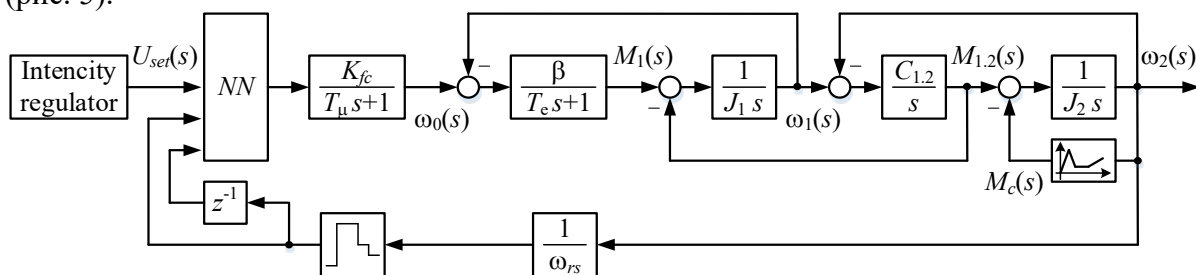 (рис. 5).
Intencity
regulator
U_set(s)
NN
K_fc
T_μ s+1
ω_0(s)
−
β
T_e s+1
M_1(s)
−
1
J_1 s
ω_1(s)
−
C_1.2
s
M_1.2(s)
−
1
J_2 s
ω_2(s)
M_c(s)
z^-1
1
ω_rs